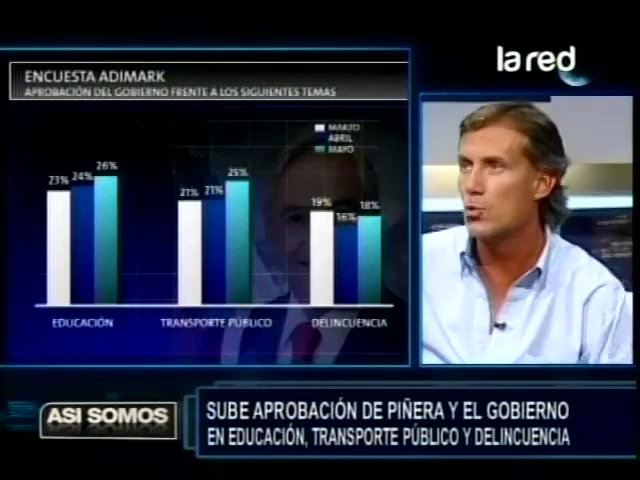 la red
ENCUESTA ADIMARK
APROBACIÓN DEL GOBIERNO FRENTE A LOS SIGUIENTES TEMAS
MARZO
ABRIL
MAYO
23% 24% 26%
21% 21% 25%
19% 16% 18%
EDUCACIÓN TRANSPORTE PÚBLICO DELINCUENCIA
ASI SOMOS
SUBE APROBACIÓN DE PIÑERA Y EL GOBIERNO
EN EDUCACIÓN, TRANSPORTE PÚBLICO Y DELINCUENCIA